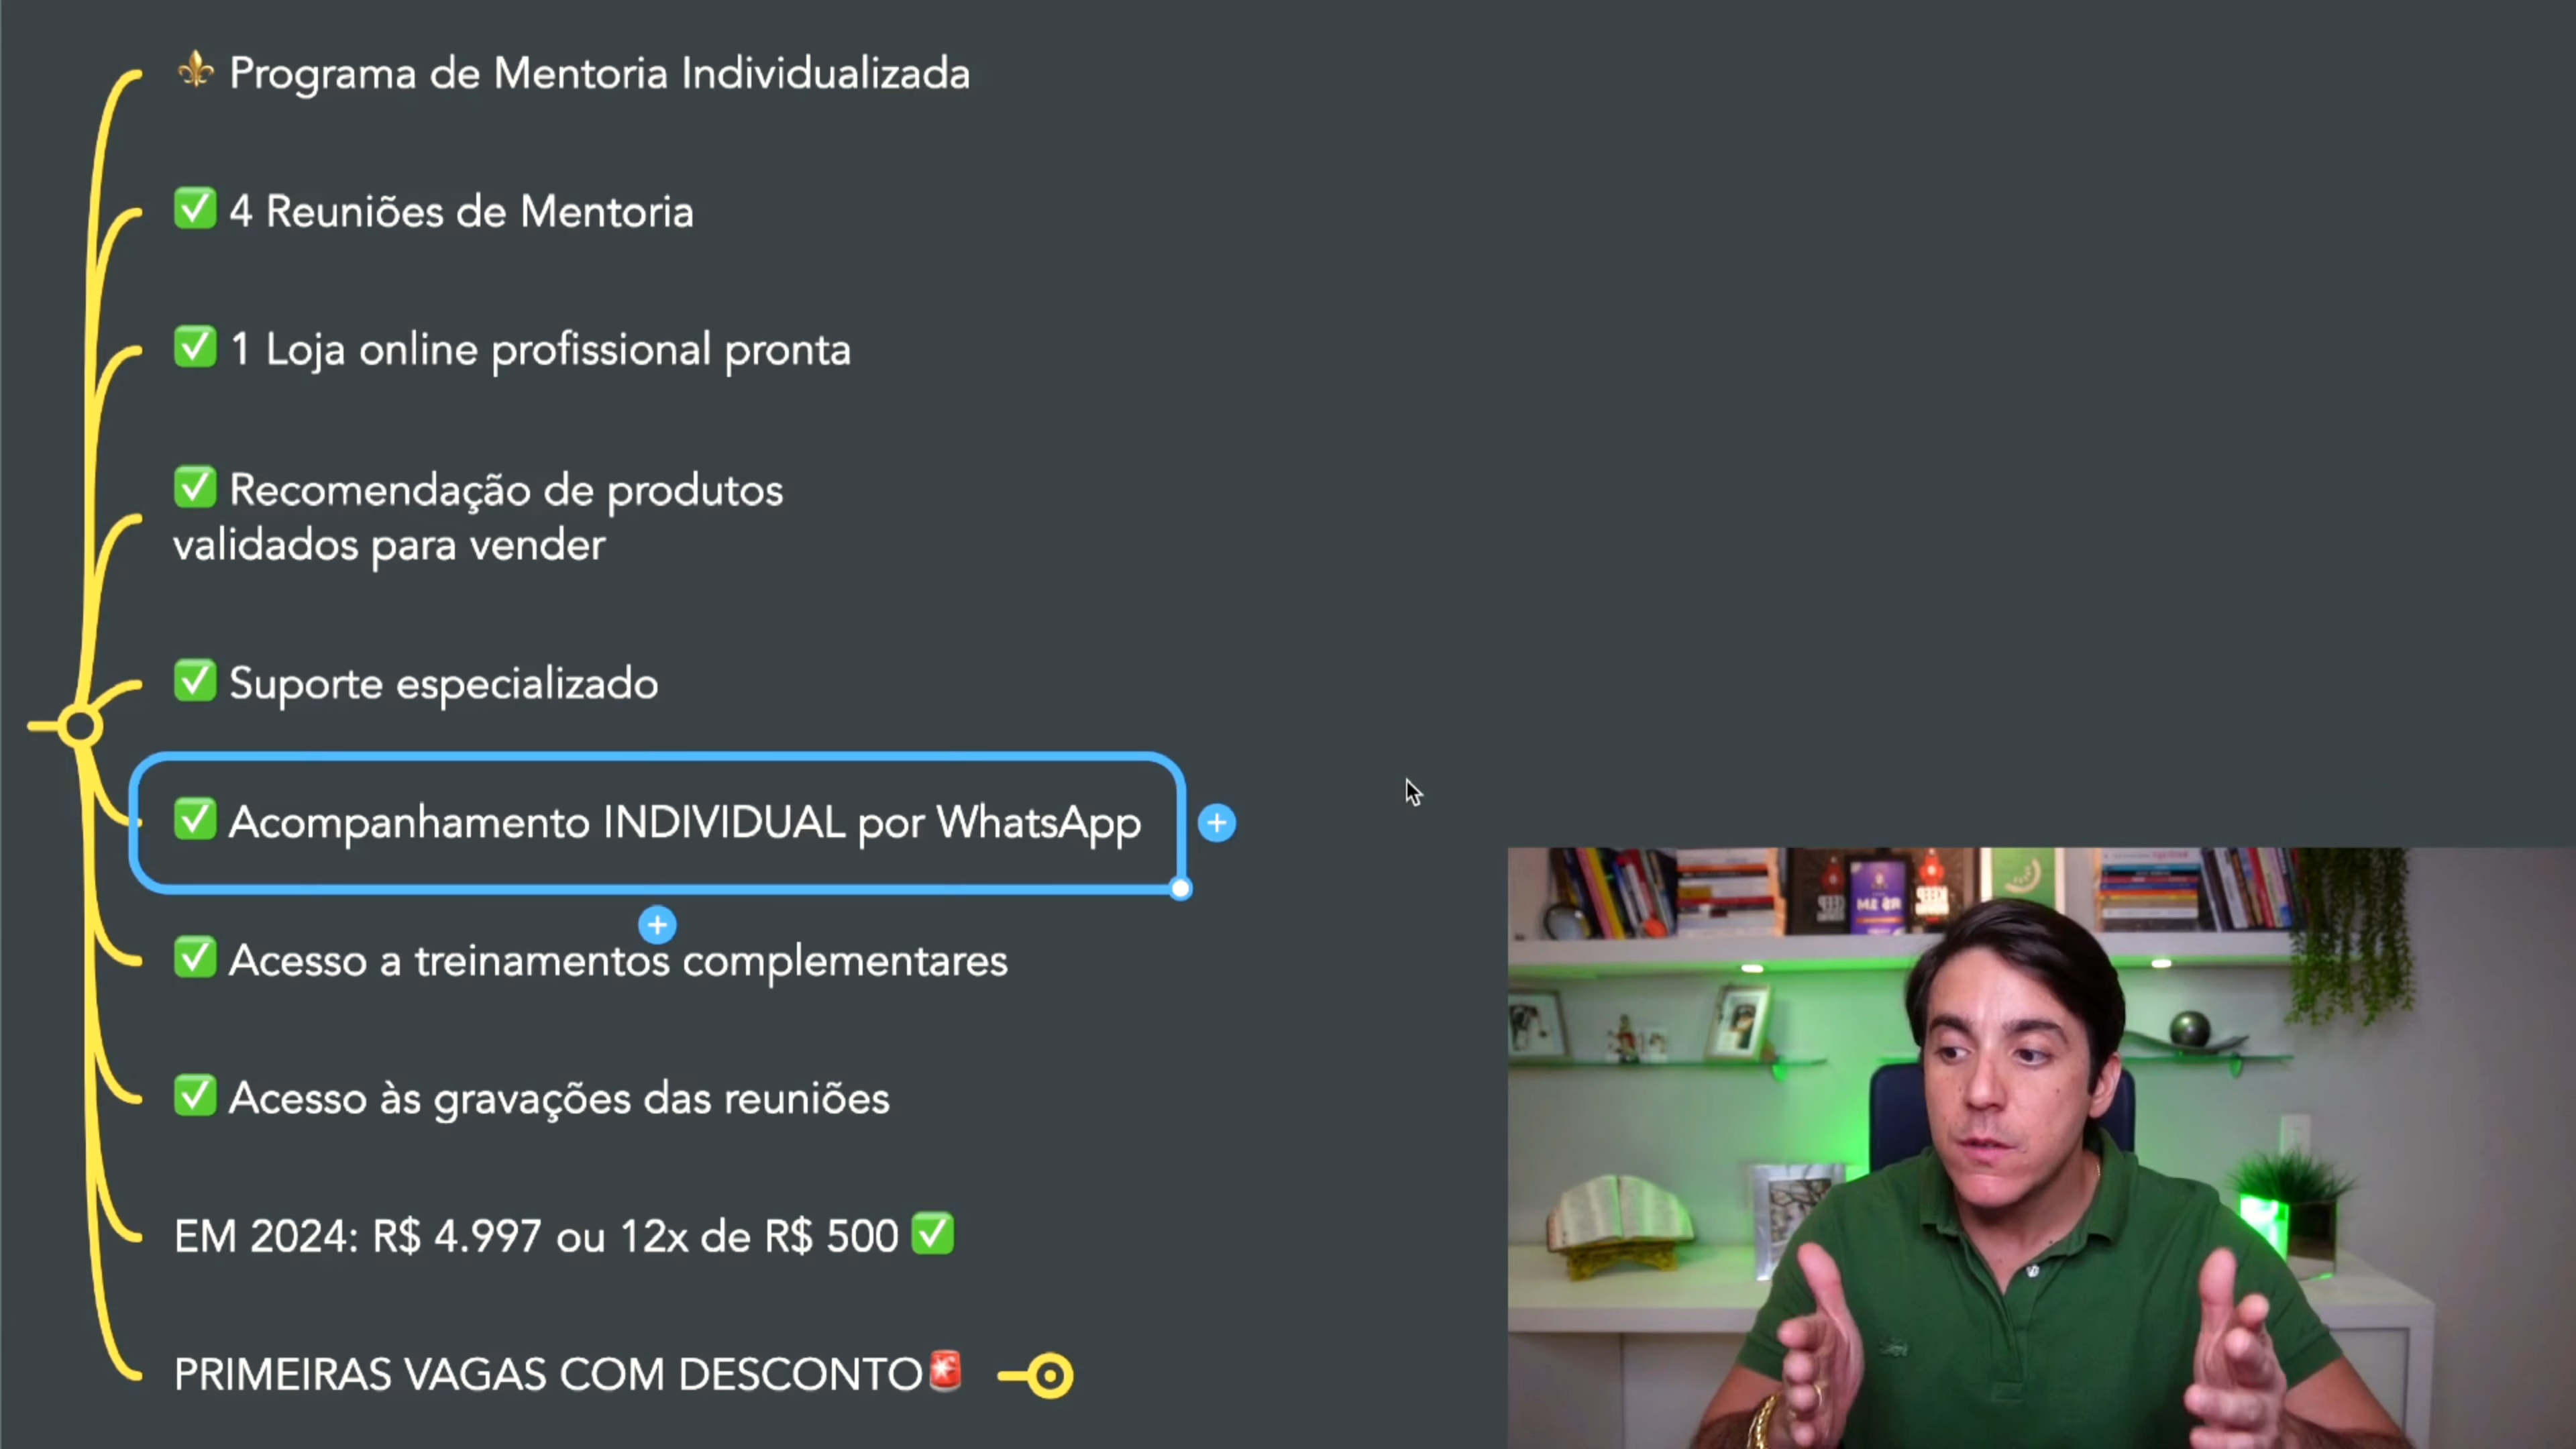 ⚜️ Programa de Mentoria Individualizada
✅ 4 Reuniões de Mentoria
✅ 1 Loja online profissional pronta
✅ Recomendação de produtos
validados para vender
✅ Suporte especializado
✅ Acompanhamento INDIVIDUAL por WhatsApp
✅ Acesso a treinamentos complementares
✅ Acesso às gravações das reuniões
EM 2024: R$ 4.997 ou 12x de R$ 500 ✅
PRIMEIRAS VAGAS COM DESCONTO🚨